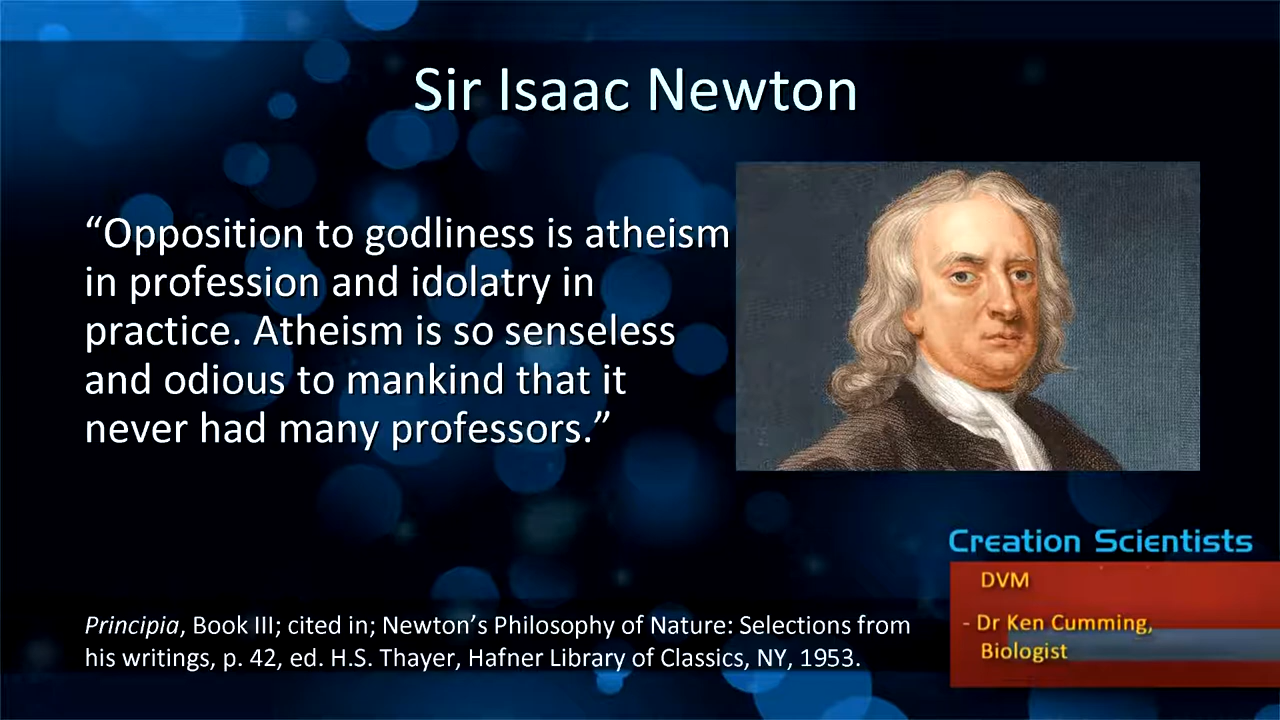 Sir Isaac Newton
“Opposition to godliness is atheism
in profession and idolatry in
practice. Atheism is so senseless
and odious to mankind that it
never had many professors.”
Principia, Book III; cited in; Newton’s Philosophy of Nature: Selections from
his writings, p. 42, ed. H.S. Thayer, Hafner Library of Classics, NY, 1953.
Creation Scientists
DVM
- Dr Ken Cumming,
Biologist